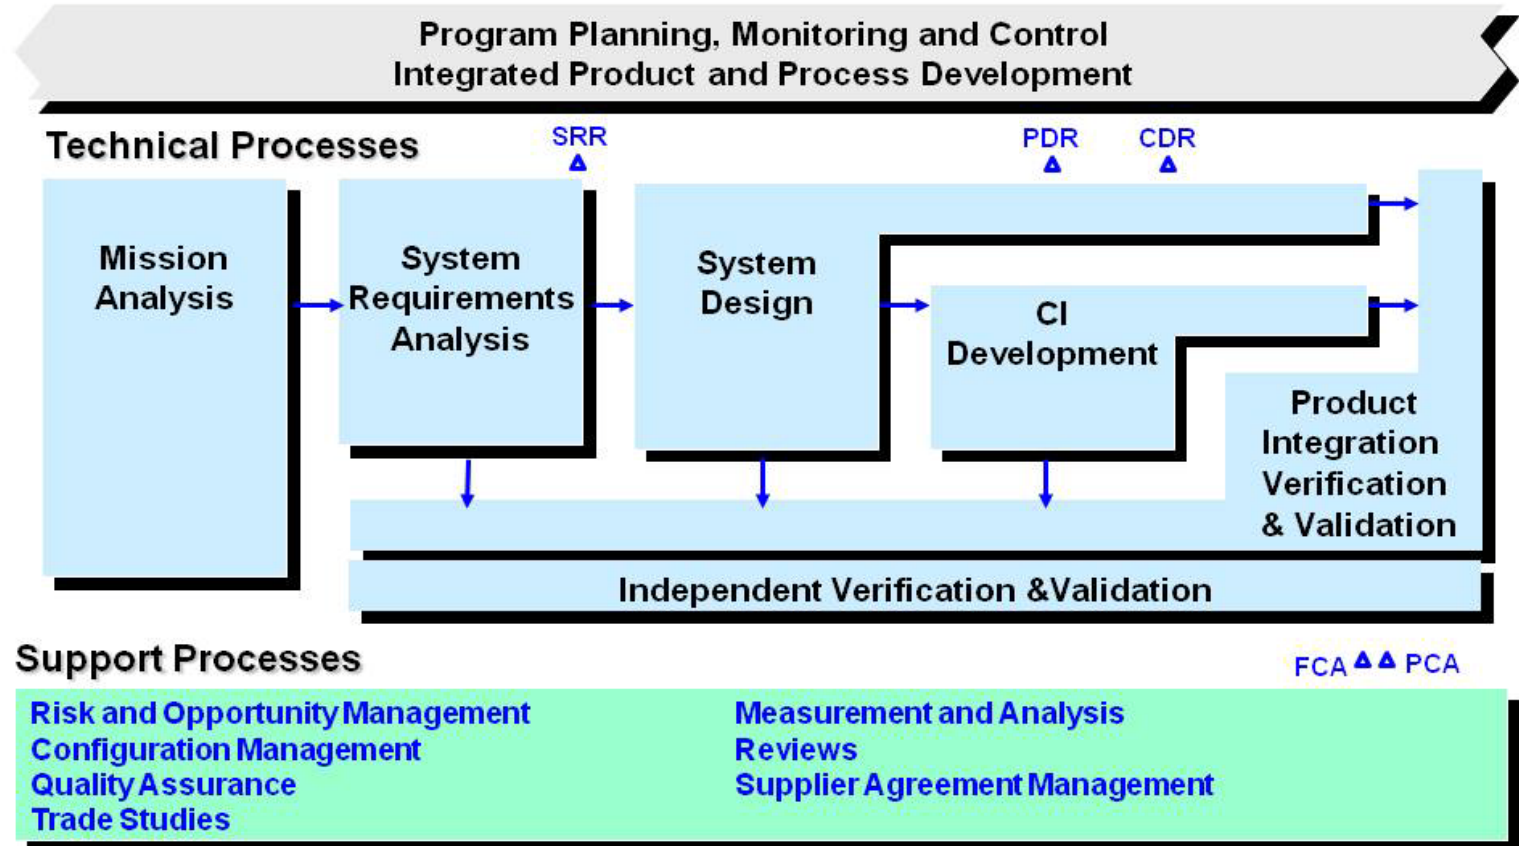 Program Planning, Monitoring and Control
Integrated Product and Process Development
Technical Processes
SRR
PDR
CDR
Mission
Analysis
System
Requirements
Analysis
System
Design
CI
Development
Product
Integration
Verification
& Validation
Independent Verification &Validation
Support Processes
FCA
PCA
Risk and Opportunity Management
Configuration Management
Quality Assurance
Trade Studies
Measurement and Analysis
Reviews
Supplier Agreement Management